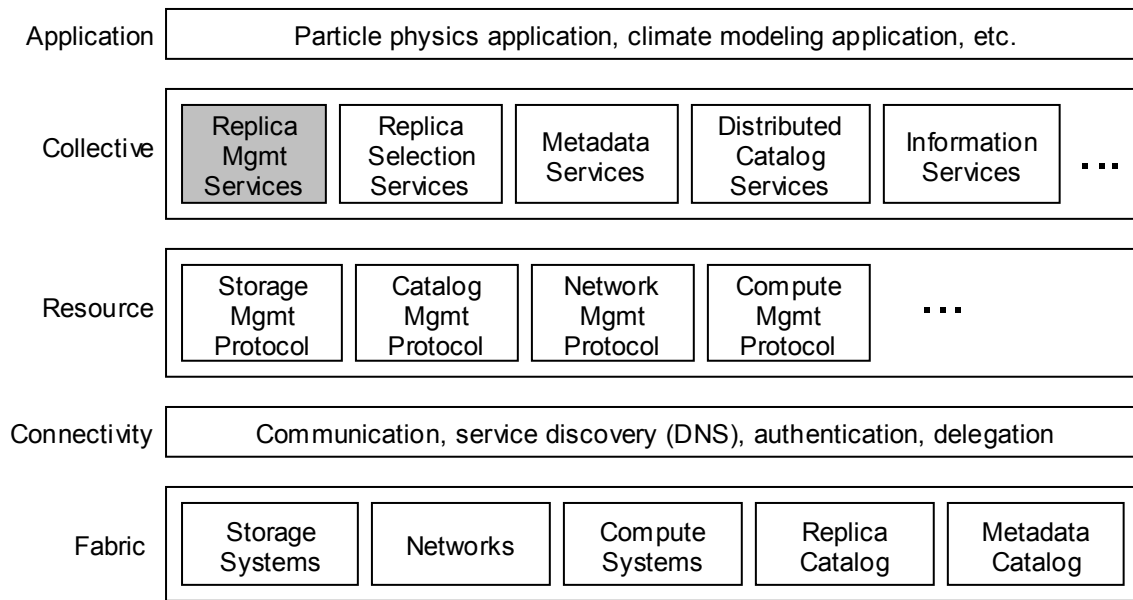 Application
Particle physics application, climate modeling application, etc.
Collective
Replica
Mgmt
Services
Replica
Selection
Services
Metadata
Services
Distributed
Catalog
Services
Information
Services
...
Resource
Storage
Mgmt
Protocol
Catalog
Mgmt
Protocol
Network
Mgmt
Protocol
Compute
Mgmt
Protocol
...
Connectivity
Communication, service discovery (DNS), authentication, delegation
Fabric
Storage
Systems
Networks
Compute
Systems
Replica
Catalog
Metadata
Catalog